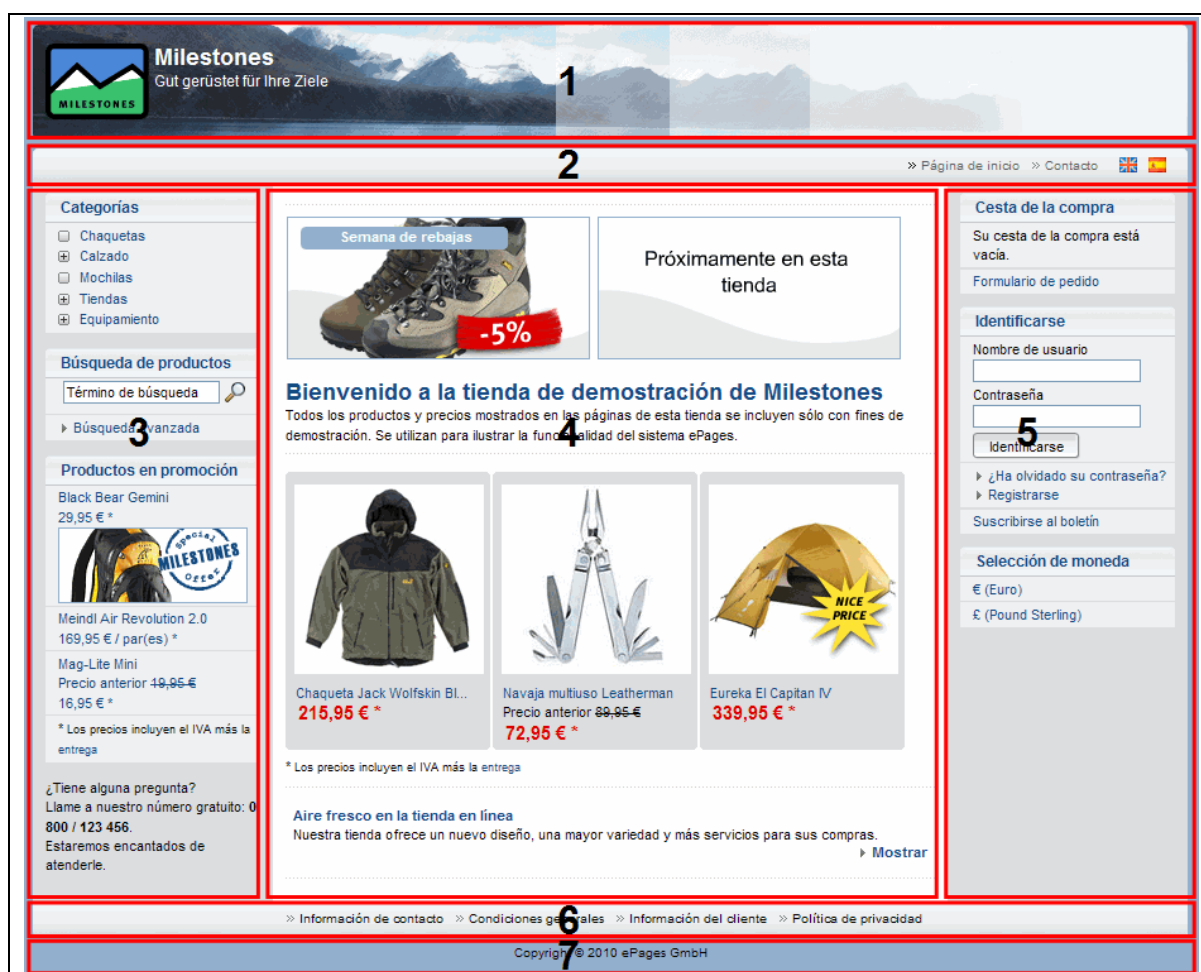 Milestones
Gut gerüstet für Ihre Ziele
MILESTONES
1
2
» Página de inicio » Contacto
Categorías
Chaquetas
Calzado
Mochilas
Tiendas
Equipamiento
Búsqueda de productos
Término de búsqueda
Búsqueda avanzada
3
Productos en promoción
Black Bear Gemini
29,95 € *
Special
MILESTONES
Offer
Meindl Air Revolution 2.0
169,95 € / par(es) *
Mag-Lite Mini
Precio anterior 19,95 €
16,95 € *
* Los precios incluyen el IVA más la
entrega
¿Tiene alguna pregunta?
Llame a nuestro número gratuito: 0
800 / 123 456.
Estaremos encantados de
atenderle.
Semana de rebajas
-5%
Próximamente en esta
tienda
Bienvenido a la tienda de demostración de Milestones
Todos los productos y precios mostrados en las páginas de esta tienda se incluyen sólo con fines de
demostración. Se utilizan para ilustrar la funcionalidad del sistema ePages.
4
NICE
PRICE
Chaqueta Jack Wolfskin Bl...
215,95 € *
Navaja multiuso Leatherman
Precio anterior 89,95 €
72,95 € *
Eureka El Capitan IV
339,95 € *
* Los precios incluyen el IVA más la entrega
Aire fresco en la tienda en línea
Nuestra tienda ofrece un nuevo diseño, una mayor variedad y más servicios para sus compras.
Mostrar
Cesta de la compra
Su cesta de la compra está
vacía.
Formulario de pedido
Identificarse
Nombre de usuario
Contraseña
5
Identificarse
¿Ha olvidado su contraseña?
Registrarse
Suscribirse al boletín
Selección de moneda
€ (Euro)
£ (Pound Sterling)
» Información de contacto » Condiciones generales » Información del cliente » Política de privacidad
6
Copyright © 2010 ePages GmbH
7